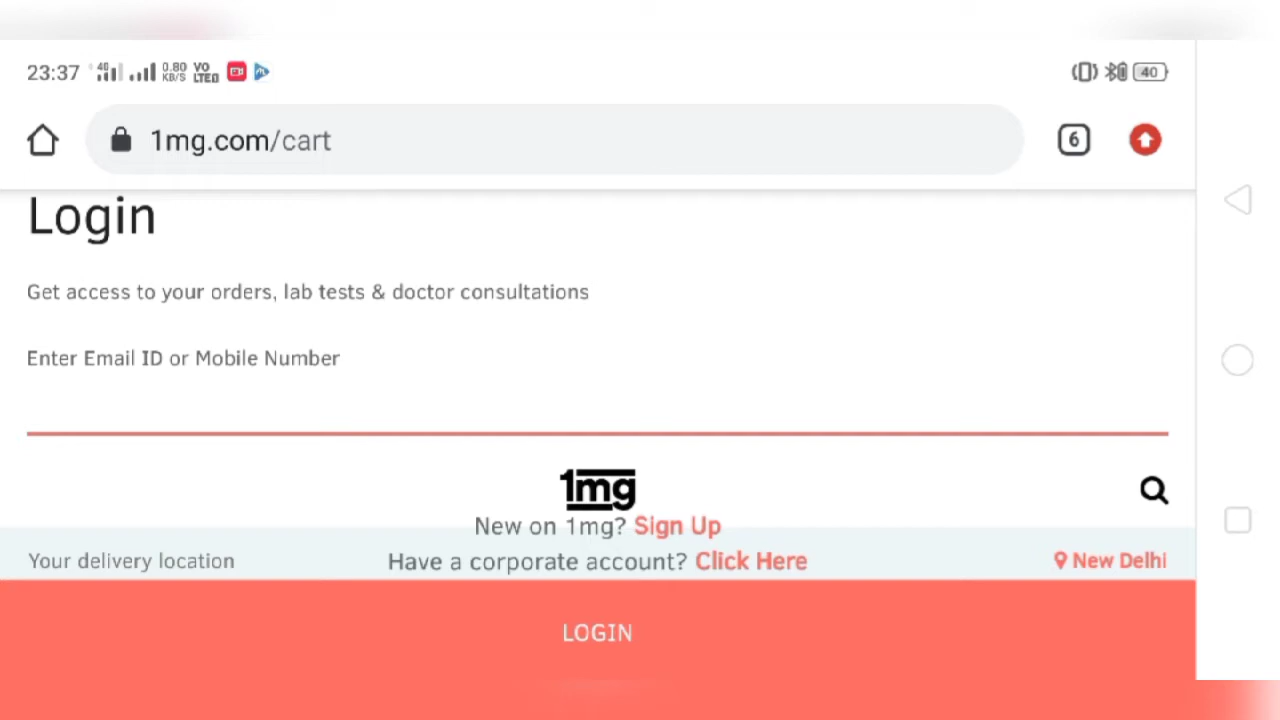 23:37 4G 0.80 KB/S VO LTE 40
1mg.com/cart 6
Login
Get access to your orders, lab tests & doctor consultations
Enter Email ID or Mobile Number
1mg
New on 1mg? Sign Up
Your delivery location Have a corporate account? Click Here New Delhi
LOGIN